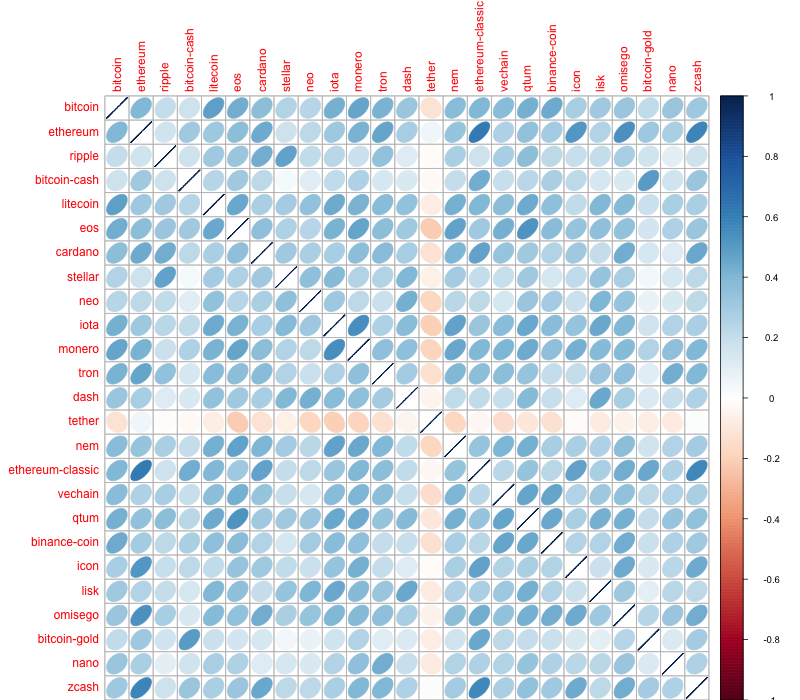 bitcoin
ethereum
ripple
bitcoin-cash
litecoin
eos
cardano
stellar
neo
iota
monero
tron
dash
tether
nem
ethereum-classic
vechain
qtum
binance-coin
icon
lisk
omisego
bitcoin-gold
nano
zcash
bitcoin
ethereum
ripple
bitcoin-cash
litecoin
eos
cardano
stellar
neo
iota
monero
tron
dash
tether
nem
ethereum-classic
vechain
qtum
binance-coin
icon
lisk
omisego
bitcoin-gold
nano
zcash
1
0.8
0.6
0.4
0.2
0
-0.2
-0.4
-0.6
-0.8